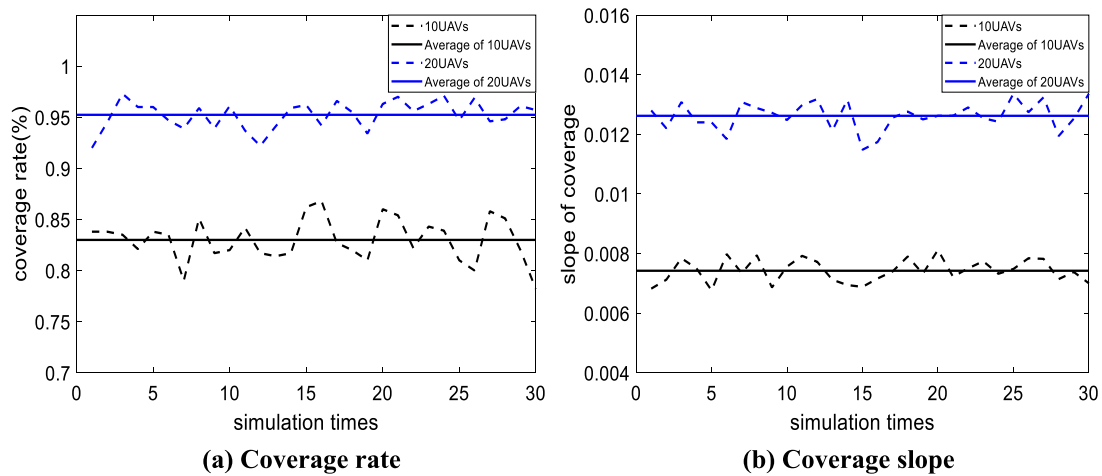 coverage rate(%)
1
0.95
0.9
0.85
0.8
0.75
0.7
0 5 10 15 20 25 30
simulation times
10UAVs
Average of 10UAVs
20UAVs
Average of 20UAVs
(a) Coverage rate
slope of coverage
0.016
0.014
0.012
0.01
0.008
0.006
0.004
0 5 10 15 20 25 30
simulation times
10UAVs
Average of 10UAVs
20UAVs
Average of 20UAVs
(b) Coverage slope